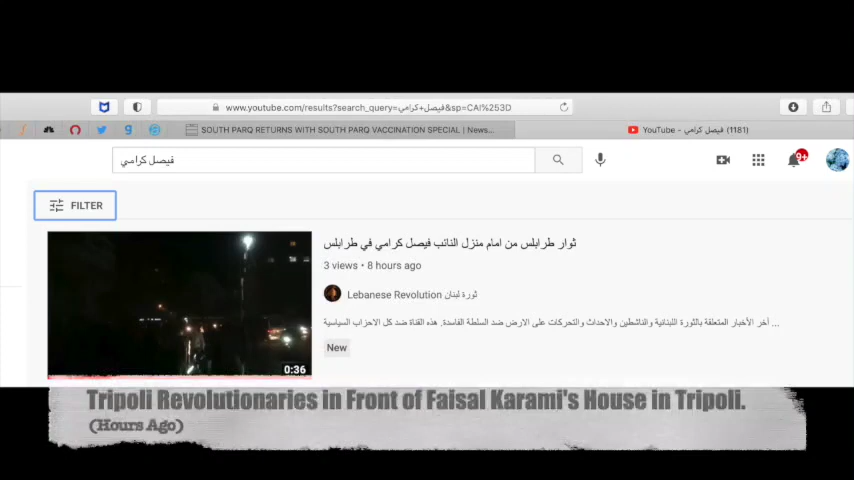 www.youtube.com/results?search_query=فيصل+كرامي&sp=CAI%253D
SOUTH PARQ RETURNS WITH SOUTH PARQ VACCINATION SPECIAL | News...
(1181) فيصل كرامي - YouTube
فيصل كرامي
9+
FILTER
ثوار طرابلس من امام منزل النائب فيصل كرامي في طرابلس
3 views • 8 hours ago
Lebanese Revolution ثورة لبنان
آخر الأخبار المتعلقة بالثورة اللبنانية والناشطين والاحداث والتحركات على الارض ضد السلطة الفاسدة. هذه القناة ضد كل الاحزاب السياسية ...
New
0:36
Tripoli Revolutionaries in Front of Faisal Karami's House in Tripoli.
(Hours Ago)